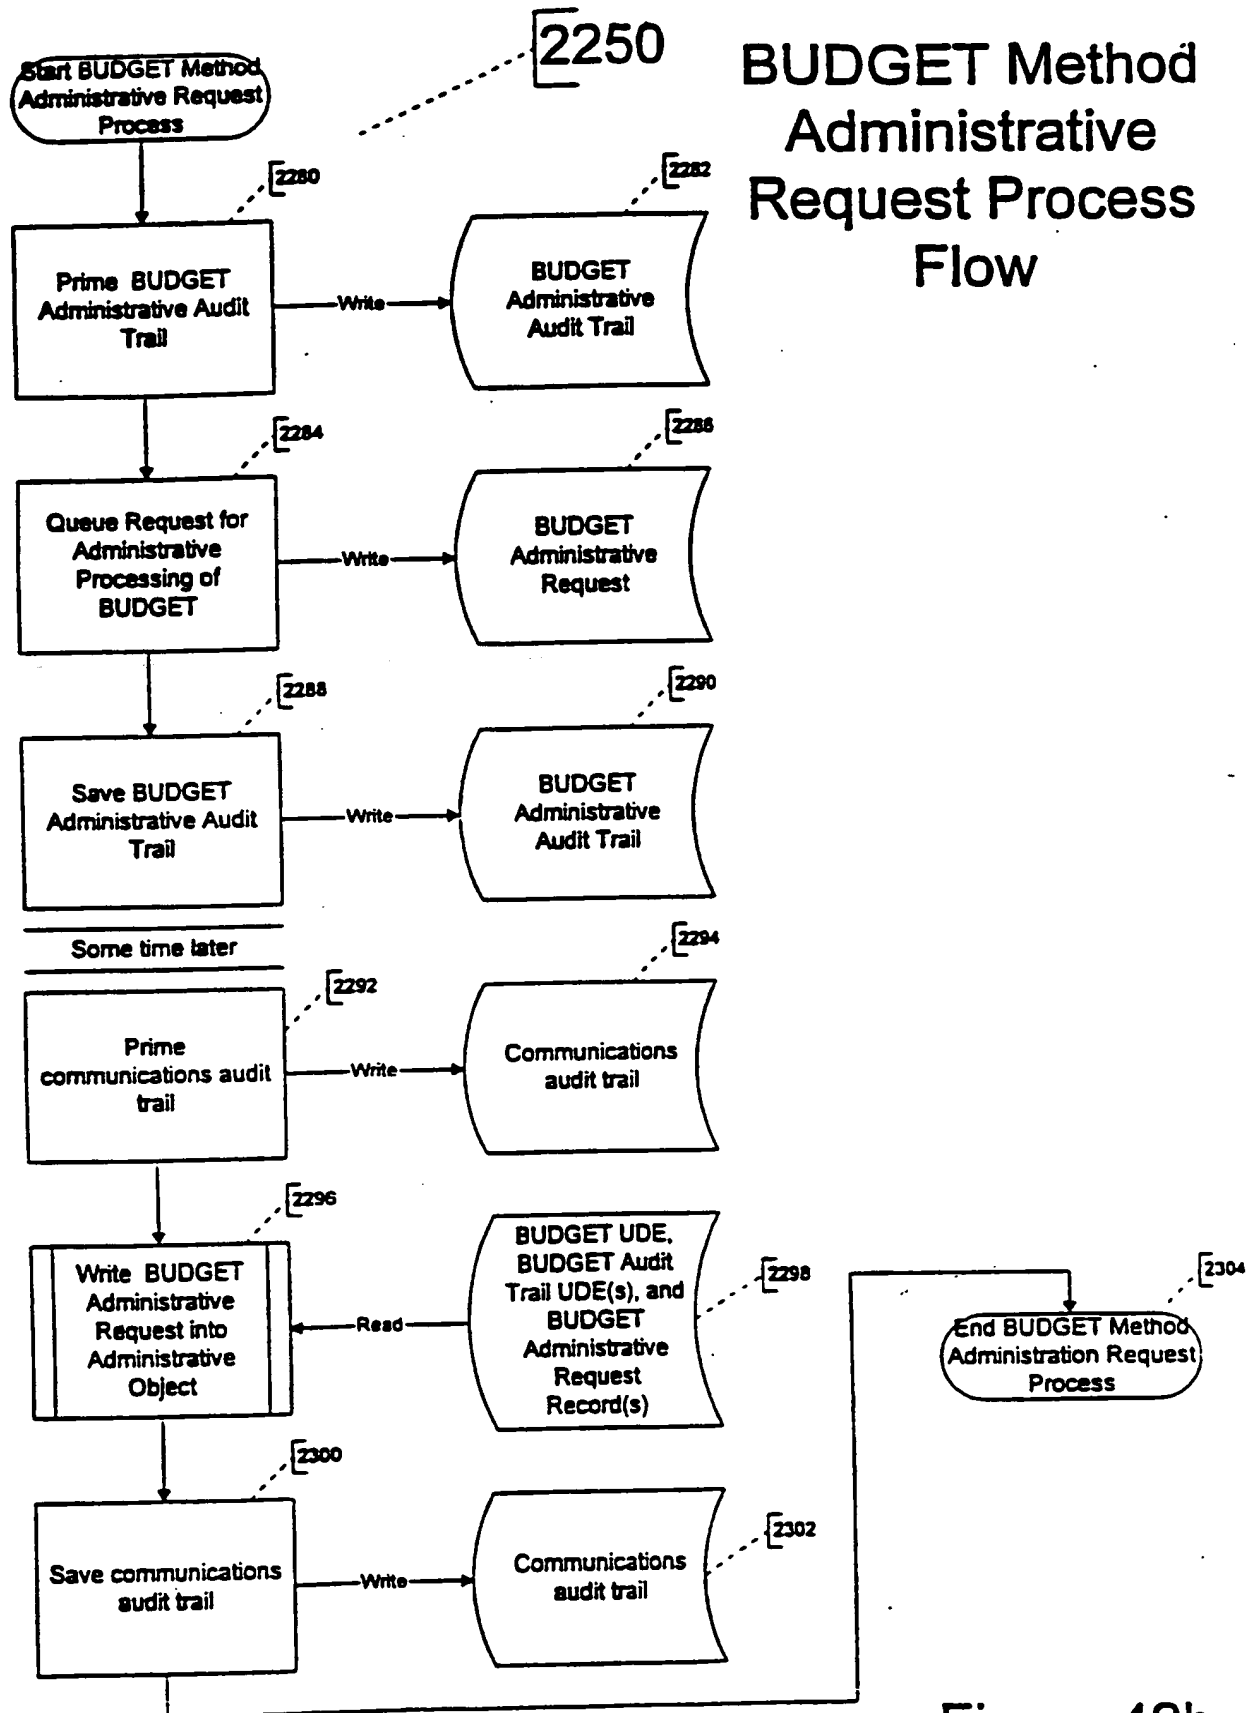 2250
BUDGET Method
Administrative
Request Process
Flow
Start BUDGET Method
Administrative Request
Process
2280
Prime BUDGET
Administrative Audit
Trail
Write
2282
BUDGET
Administrative
Audit Trail
2284
Queue Request for
Administrative
Processing of
BUDGET
Write
2286
BUDGET
Administrative
Request
2288
Save BUDGET
Administrative Audit
Trail
Write
2290
BUDGET
Administrative
Audit Trail
Some time later
2292
Prime
communications audit
trail
Write
2294
Communications
audit trail
2296
Write BUDGET
Administrative
Request into
Administrative
Object
Read
2298
BUDGET UDE,
BUDGET Audit
Trail UDE(s), and
BUDGET
Administrative
Request
Record(s)
2300
Save communications
audit trail
Write
2302
Communications
audit trail
2304
End BUDGET Method
Administration Request
Process